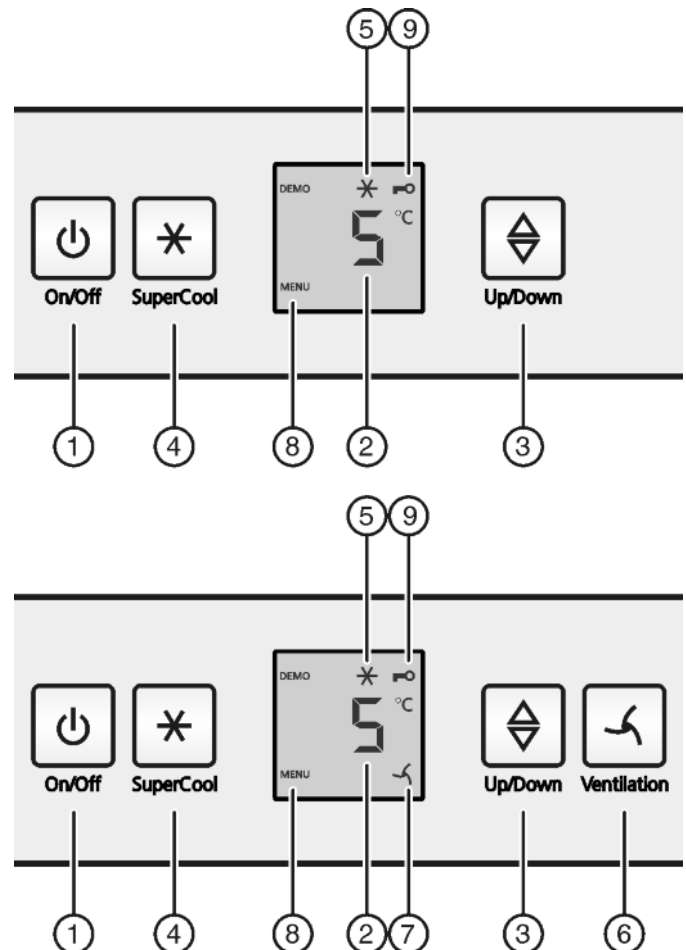 5 9
DEMO
5 °C
On/Off SuperCool MENU Up/Down
1 4 8 2 3
5 9
DEMO
5 °C
On/Off SuperCool MENU Up/Down Ventilation
1 4 8 2 7 3 6